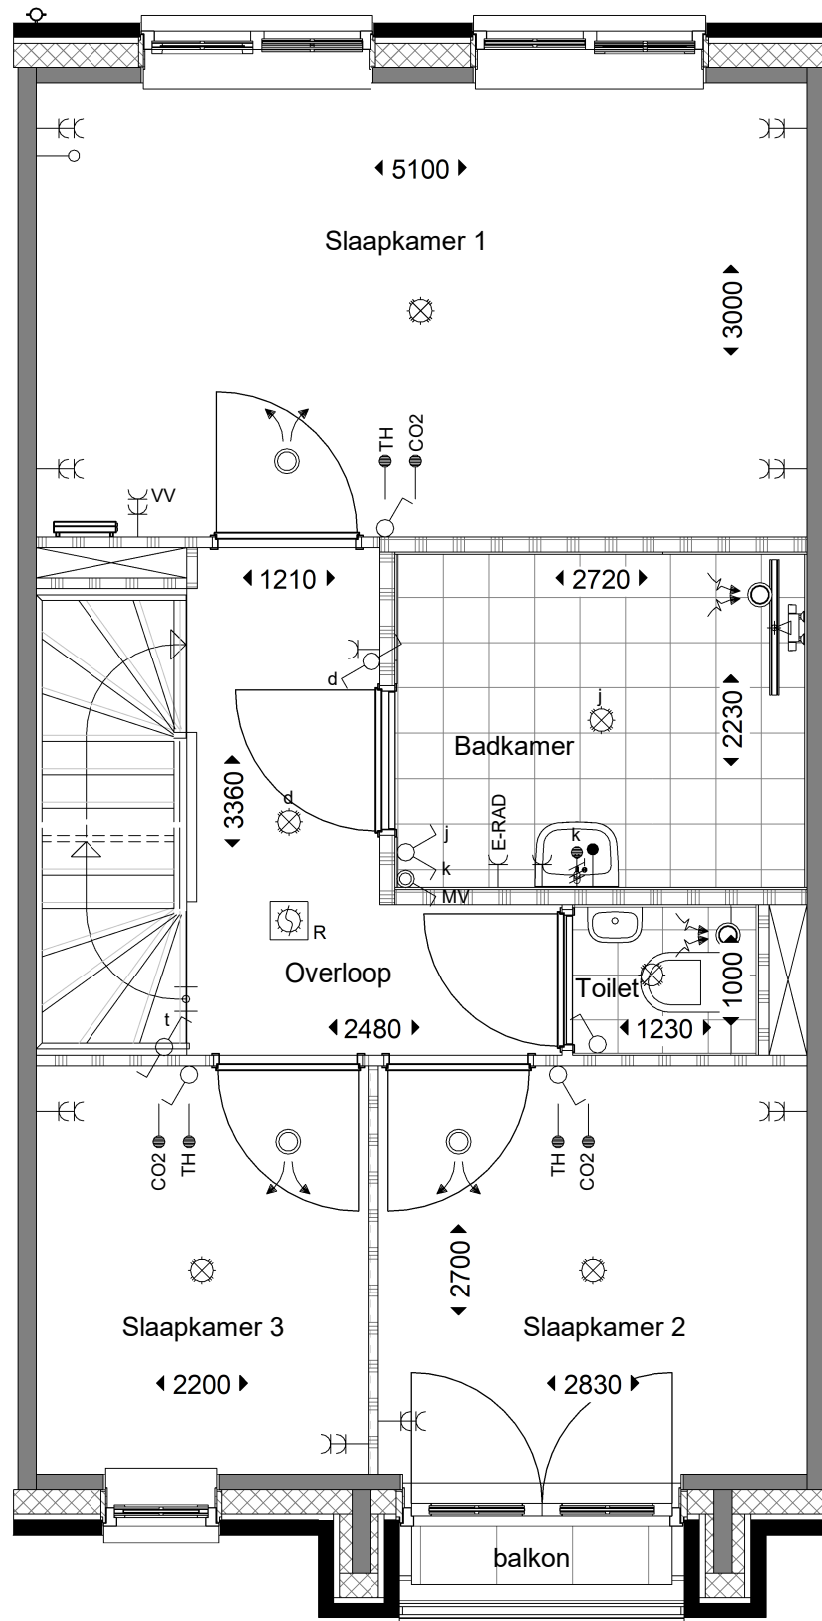 5100
Slaapkamer 1
3000
TH
CO2
VV
1210
2720
d
j
2230
Badkamer
3360
d
E-RAD
j
k
k
MV
R
Overloop
Toilet
1000
t
2480
1230
CO2
TH
TH
CO2
2700
Slaapkamer 3
Slaapkamer 2
2200
2830
balkon